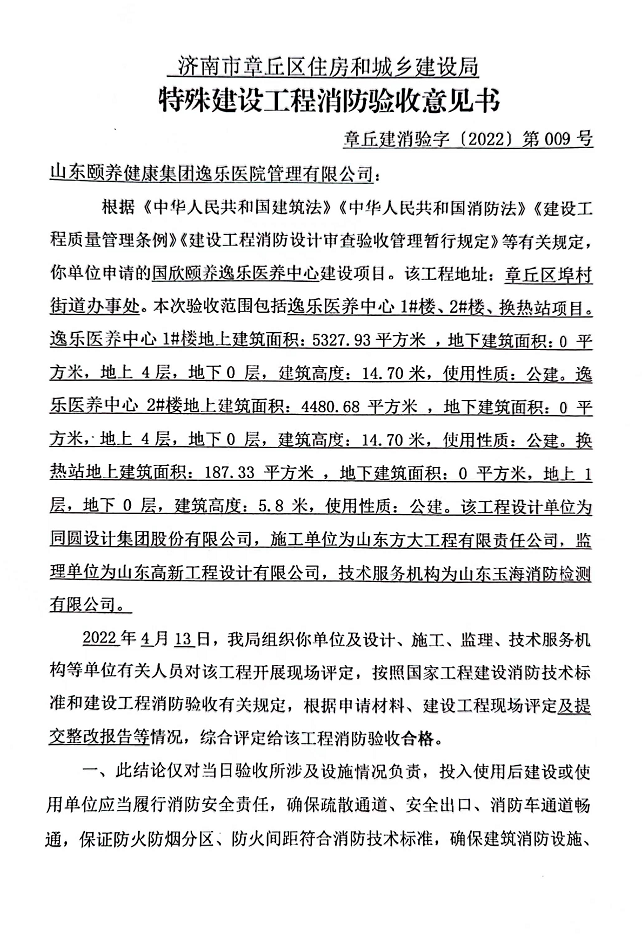 济南市章丘区住房和城乡建设局
特殊建设工程消防验收意见书
章丘建消验字〔2022〕第 009 号
山东颐养健康集团逸乐医院管理有限公司：
根据《中华人民共和国建筑法》《中华人民共和国消防法》《建设工
程质量管理条例》《建设工程消防设计审查验收管理暂行规定》等有关规定，
你单位申请的国欣颐养逸乐医养中心建设项目。该工程地址：章丘区埠村
街道办事处。本次验收范围包括逸乐医养中心 1#楼、2#楼、换热站项目。
逸乐医养中心 1#楼地上建筑面积：5327.93 平方米 ，地下建筑面积：0 平
方米，地上 4 层，地下 0 层，建筑高度：14.70 米，使用性质：公建。逸
乐医养中心 2#楼地上建筑面积：4480.68 平方米 ，地下建筑面积：0 平
方米，地上 4 层，地下 0 层，建筑高度：14.70 米，使用性质：公建。换
热站地上建筑面积：187.33 平方米 ，地下建筑面积：0 平方米，地上 1
层，地下 0 层，建筑高度：5.8 米，使用性质：公建。该工程设计单位为
同圆设计集团股份有限公司，施工单位为山东方大工程有限责任公司，监
理单位为山东高新工程设计有限公司，技术服务机构为山东玉海消防检测
有限公司。
2022 年 4 月 13 日，我局组织你单位及设计、施工、监理、技术服务机
构等单位有关人员对该工程开展现场评定，按照国家工程建设消防技术标
准和建设工程消防验收有关规定，根据申请材料、建设工程现场评定及提
交整改报告等情况，综合评定给该工程消防验收合格。
一、此结论仅对当日验收所涉及设施情况负责，投入使用后建设或使
用单位应当履行消防安全责任，确保疏散通道、安全出口、消防车通道畅
通，保证防火防烟分区、防火间距符合消防技术标准，确保建筑消防设施、